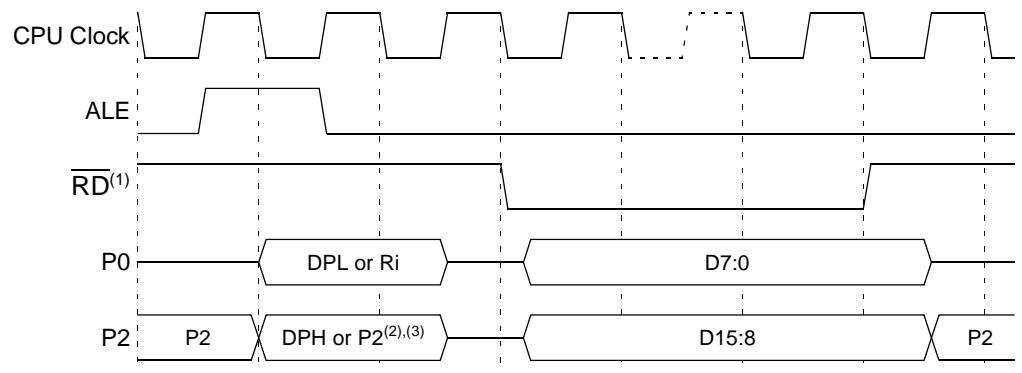 CPU Clock
ALE
RD(1)
P0 DPL or Ri D7:0
P2 P2 DPH or P2(2),(3) D15:8 P2